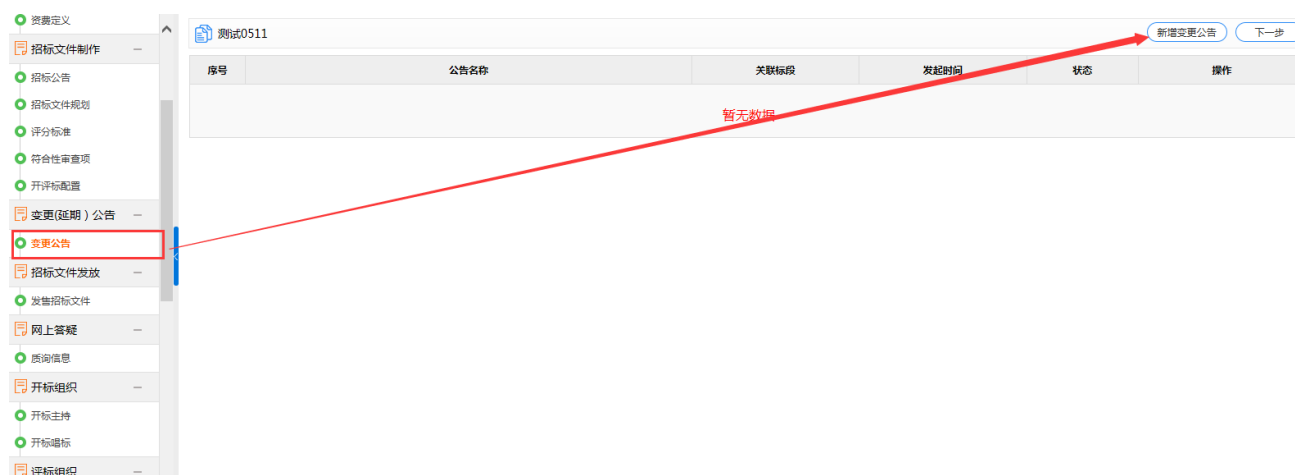 资费定义
招标文件制作
招标公告
招标文件规划
评分标准
符合性审查项
开评标配置
变更(延期）公告
变更公告
招标文件发放
发售招标文件
网上答疑
质询信息
开标组织
开标主持
开标唱标
评标组织
测试0511
新增变更公告 下一步
序号 公告名称 关联标段 发起时间 状态 操作
暂无数据